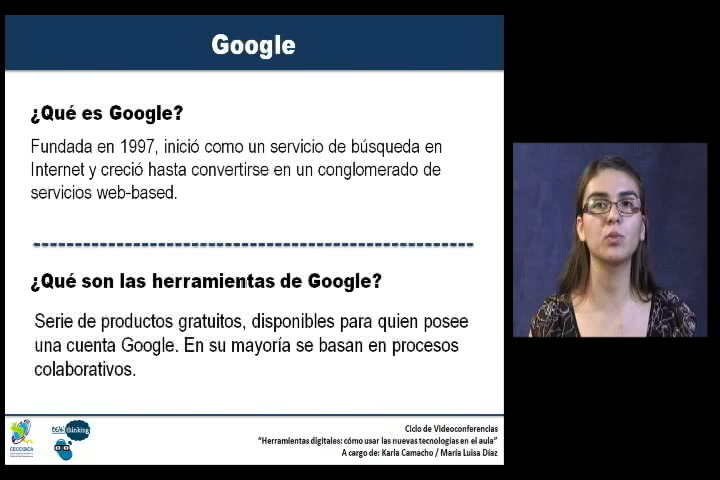 Google
¿Qué es Google?
Fundada en 1997, inició como un servicio de búsqueda en
Internet y creció hasta convertirse en un conglomerado de
servicios web-based.
¿Qué son las herramientas de Google?
Serie de productos gratuitos, disponibles para quien posee
una cuenta Google. En su mayoría se basan en procesos
colaborativos.
thinking
Ciclo de Videoconferencias
"Herramientas digitales: cómo usar las nuevas tecnologías en el aula"
A cargo de: Karla Camacho / María Luisa Díaz